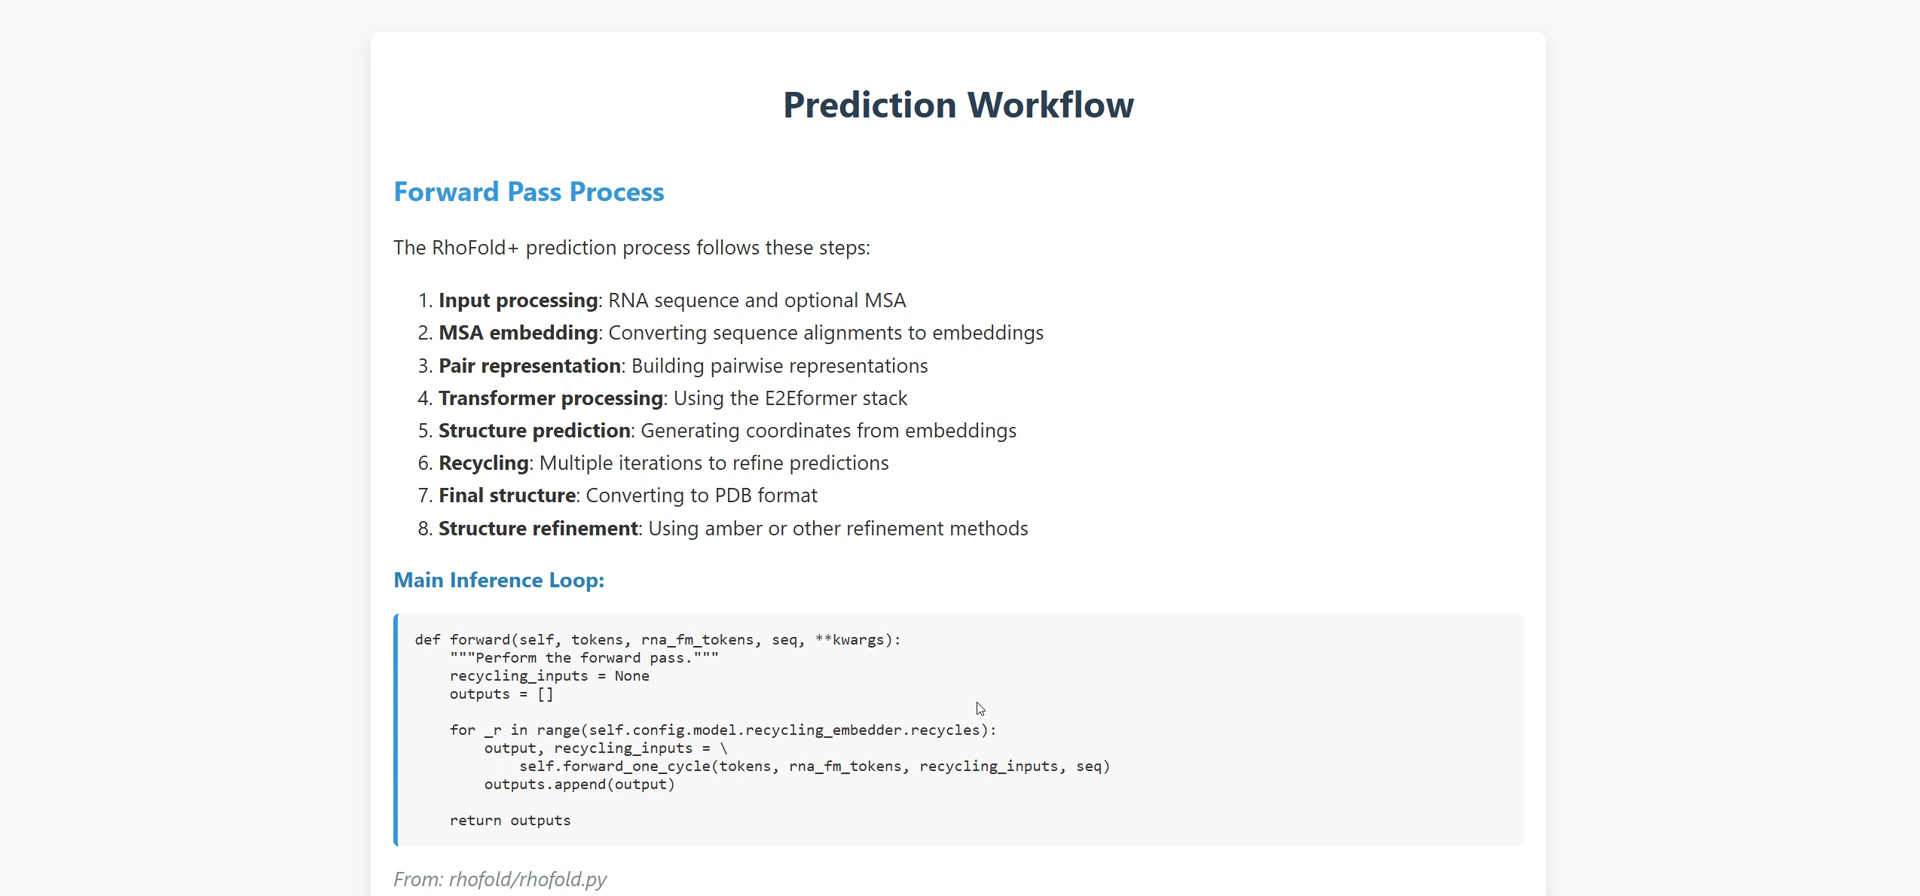 Prediction Workflow
Forward Pass Process
The RhoFold+ prediction process follows these steps:
1. Input processing: RNA sequence and optional MSA
2. MSA embedding: Converting sequence alignments to embeddings
3. Pair representation: Building pairwise representations
4. Transformer processing: Using the E2Eformer stack
5. Structure prediction: Generating coordinates from embeddings
6. Recycling: Multiple iterations to refine predictions
7. Final structure: Converting to PDB format
8. Structure refinement: Using amber or other refinement methods
Main Inference Loop:
def forward(self, tokens, rna_fm_tokens, seq, **kwargs):
    """Perform the forward pass."""
    recycling_inputs = None
    outputs = []
    for _r in range(self.config.model.recycling_embedder.recycles):
        output, recycling_inputs = \
            self.forward_one_cycle(tokens, rna_fm_tokens, recycling_inputs, seq)
        outputs.append(output)
    return outputs
From: rhofold/rhofold.py